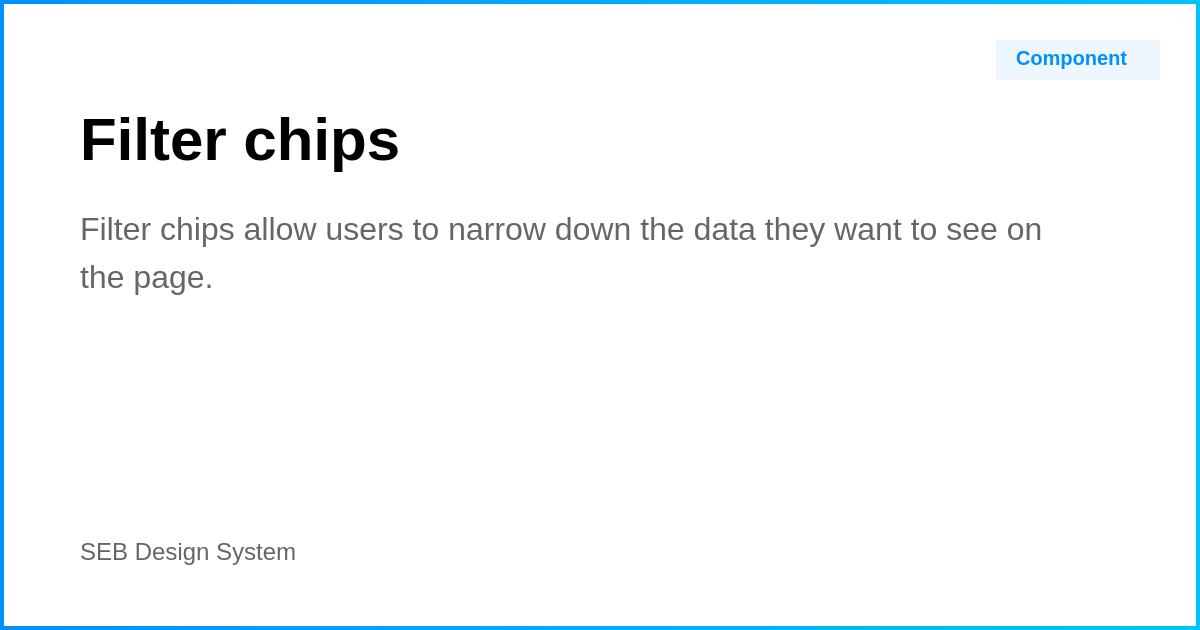 Component
Filter chips
Filter chips allow users to narrow down the data they want to see on
the page.
SEB Design System